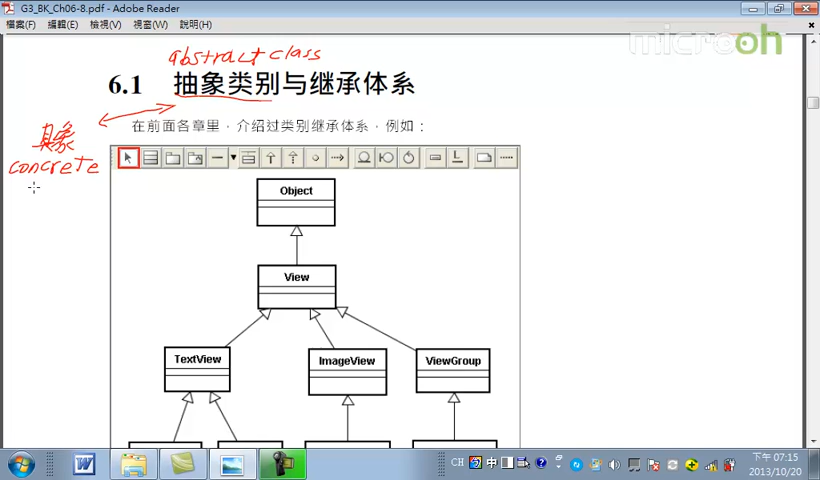 G3_BK_Ch06-8.pdf - Adobe Reader
檔案(F) 編輯(E) 檢視(V) 視窗(W) 說明(H)
microoh
abstract class
6.1 抽象类别与继承体系
具象
在前面各章里，介绍过类别继承体系，例如：
concrete
Object
View
TextView
ImageView
ViewGroup
CH 中
下午 07:15
2013/10/20